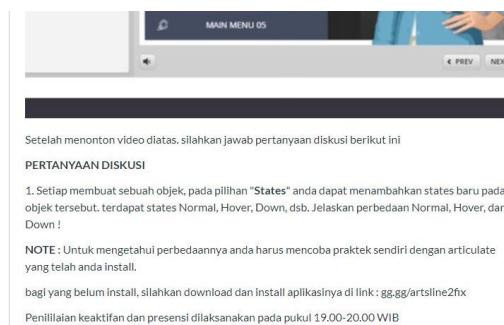 MAIN MENU 05
PREV NEX
Setelah menonton video diatas. silahkan jawab pertanyaan diskusi berikut ini
PERTANYAAN DISKUSI
1. Setiap membuat sebuah objek, pada pilihan "States" anda dapat menambahkan states baru pada
objek tersebut. terdapat states Normal, Hover, Down, dsb. Jelaskan perbedaan Normal, Hover, dan
Down !
NOTE : Untuk mengetahui perbedaannya anda harus mencoba praktek sendiri dengan articulate
yang telah anda install.
bagi yang belum install, silahkan download dan install aplikasinya di link : gg.gg/artsline2fix
Penililaian keaktifan dan presensi dilaksanakan pada pukul 19.00-20.00 WIB